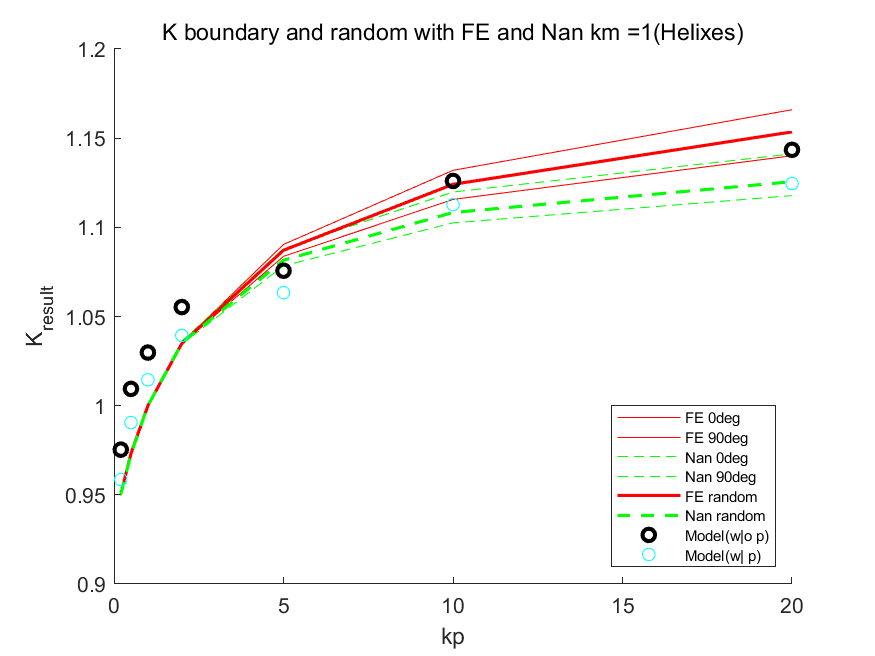 K boundary and random with FE and Nan km =1(Helixes)
1.2
1.15
1.1
1.05
1
0.95
0.9
K_result
0
5
10
15
20
kp
FE 0deg
FE 90deg
Nan 0deg
Nan 90deg
FE random
Nan random
Model(w|o p)
Model(w| p)